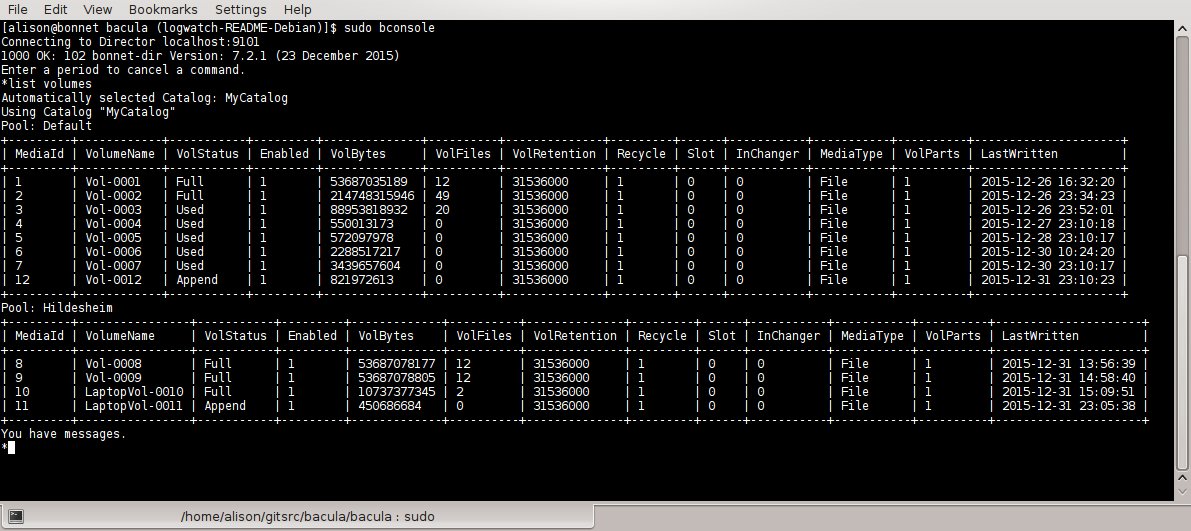 File Edit View Bookmarks Settings Help
[alison@bonnet bacula (logwatch-README-Debian)]$ sudo bconsole
Connecting to Director localhost:9101
1000 OK: 102 bonnet-dir Version: 7.2.1 (23 December 2015)
Enter a period to cancel a command.
*list volumes
Automatically selected Catalog: MyCatalog
Using Catalog "MyCatalog"
Pool: Default
+---------+------------+-----------+---------+--------------+----------+--------------+---------+------+-----------+-----------+----------+---------------------+
| MediaId | VolumeName | VolStatus | Enabled | VolBytes | VolFiles | VolRetention | Recycle | Slot | InChanger | MediaType | VolParts | LastWritten |
+---------+------------+-----------+---------+--------------+----------+--------------+---------+------+-----------+-----------+----------+---------------------+
| 1 | Vol-0001 | Full | 1 | 53687035189 | 12 | 31536000 | 1 | 0 | 0 | File | 1 | 2015-12-26 16:32:20 |
| 2 | Vol-0002 | Full | 1 | 214748315946 | 49 | 31536000 | 1 | 0 | 0 | File | 1 | 2015-12-26 23:34:23 |
| 3 | Vol-0003 | Used | 1 | 88953818932 | 20 | 31536000 | 1 | 0 | 0 | File | 1 | 2015-12-26 23:52:01 |
| 4 | Vol-0004 | Used | 1 | 550013173 | 0 | 31536000 | 1 | 0 | 0 | File | 1 | 2015-12-27 23:10:18 |
| 5 | Vol-0005 | Used | 1 | 572097978 | 0 | 31536000 | 1 | 0 | 0 | File | 1 | 2015-12-28 23:10:17 |
| 6 | Vol-0006 | Used | 1 | 2288517217 | 0 | 31536000 | 1 | 0 | 0 | File | 1 | 2015-12-30 10:24:20 |
| 7 | Vol-0007 | Used | 1 | 3439657604 | 0 | 31536000 | 1 | 0 | 0 | File | 1 | 2015-12-30 23:10:17 |
| 12 | Vol-0012 | Append | 1 | 821972613 | 0 | 31536000 | 1 | 0 | 0 | File | 1 | 2015-12-31 23:10:23 |
+---------+------------+-----------+---------+--------------+----------+--------------+---------+------+-----------+-----------+----------+---------------------+
Pool: Hildesheim
+---------+----------------+-----------+---------+-------------+----------+--------------+---------+------+-----------+-----------+----------+---------------------+
| MediaId | VolumeName | VolStatus | Enabled | VolBytes | VolFiles | VolRetention | Recycle | Slot | InChanger | MediaType | VolParts | LastWritten |
+---------+----------------+-----------+---------+-------------+----------+--------------+---------+------+-----------+-----------+----------+---------------------+
| 8 | Vol-0008 | Full | 1 | 53687078177 | 12 | 31536000 | 1 | 0 | 0 | File | 1 | 2015-12-31 13:56:39 |
| 9 | Vol-0009 | Full | 1 | 53687078805 | 12 | 31536000 | 1 | 0 | 0 | File | 1 | 2015-12-31 14:58:40 |
| 10 | LaptopVol-0010 | Full | 1 | 10737377345 | 2 | 31536000 | 1 | 0 | 0 | File | 1 | 2015-12-31 15:09:51 |
| 11 | LaptopVol-0011 | Append | 1 | 450686684 | 0 | 31536000 | 1 | 0 | 0 | File | 1 | 2015-12-31 23:05:38 |
+---------+----------------+-----------+---------+-------------+----------+--------------+---------+------+-----------+-----------+----------+---------------------+
You have messages.
*
/home/alison/gitsrc/bacula/bacula : sudo